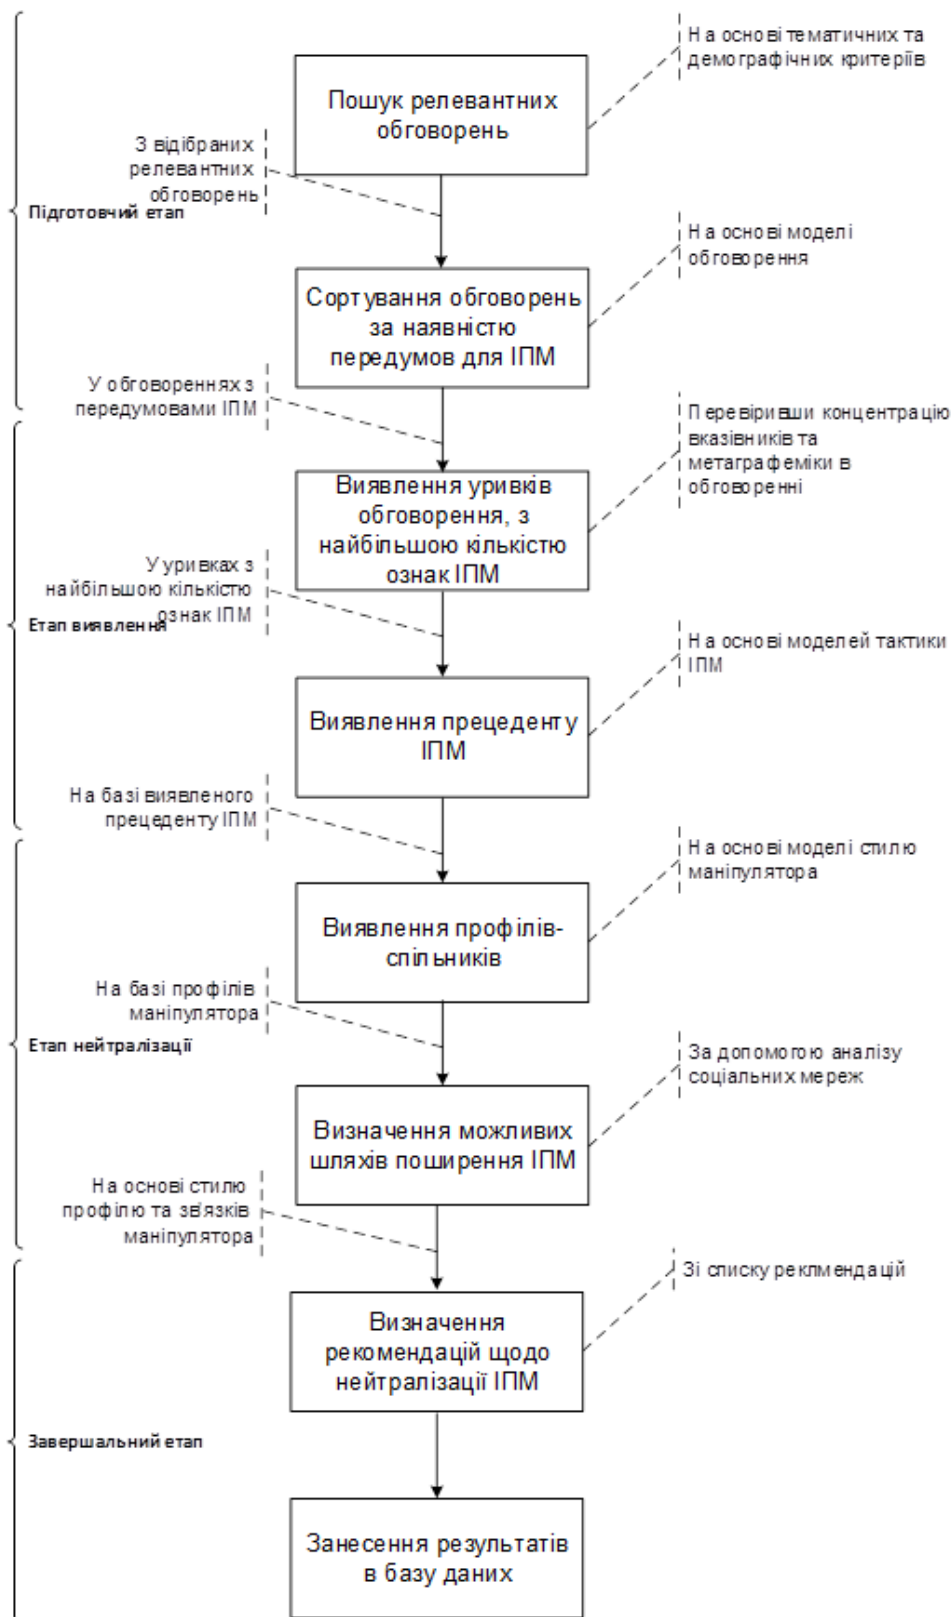 На основі тематичних та
демографічних критеріїв
Пошук релевантних
обговорень
З відібраних
релевантних
обговорень
Підготовчий етап
На основі моделі
обговорення
Сортування обговорень
за наявністю
передумов для ІПМ
У обговореннях з
передумовами ІПМ
Перевіривши концентрацію
вказівників та
метаграфеміки в
обговоренні
Виявлення уривків
обговорення, з
найбільшою кількістю
ознак ІПМ
У уривках з
найбільшою кількістю
ознак ІПМ
Етап виявлення
На основі моделей тактики
ІПМ
Виявлення прецеденту
ІПМ
На базі виявленого
прецеденту ІПМ
На основі моделі стилю
маніпулятора
Виявлення профілів-
спільників
На базі профілів
маніпулятора
Етап нейтралізації
За допомогою аналізу
соціальних мереж
Визначення можливих
шляхів поширення ІПМ
На основі стилю
профілю та зв'язків
маніпулятора
Зі списку реклмендацій
Визначення
рекомендацій щодо
нейтралізації ІПМ
Завершальний етап
Занесення результатів
в базу даних